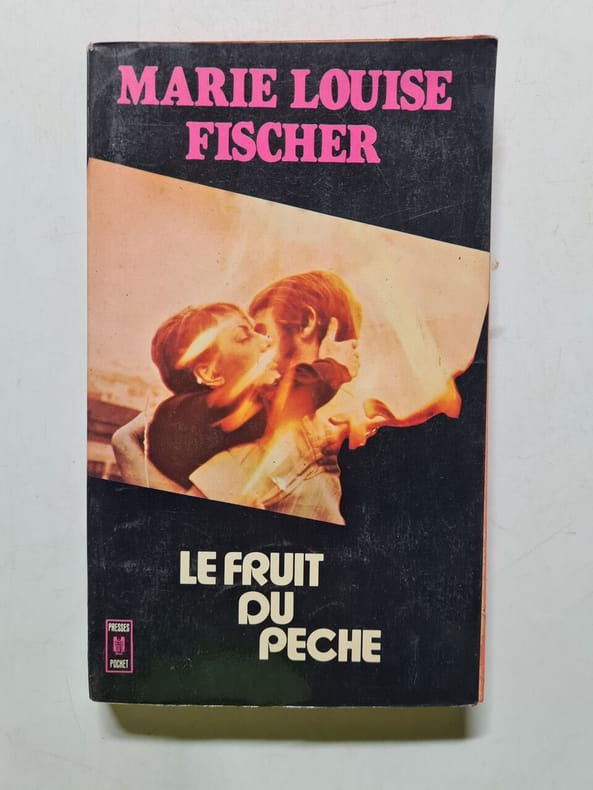 MARIE LOUISE
FISCHER
LE FRUIT
DU
PECHE
PRESSES
POCKET